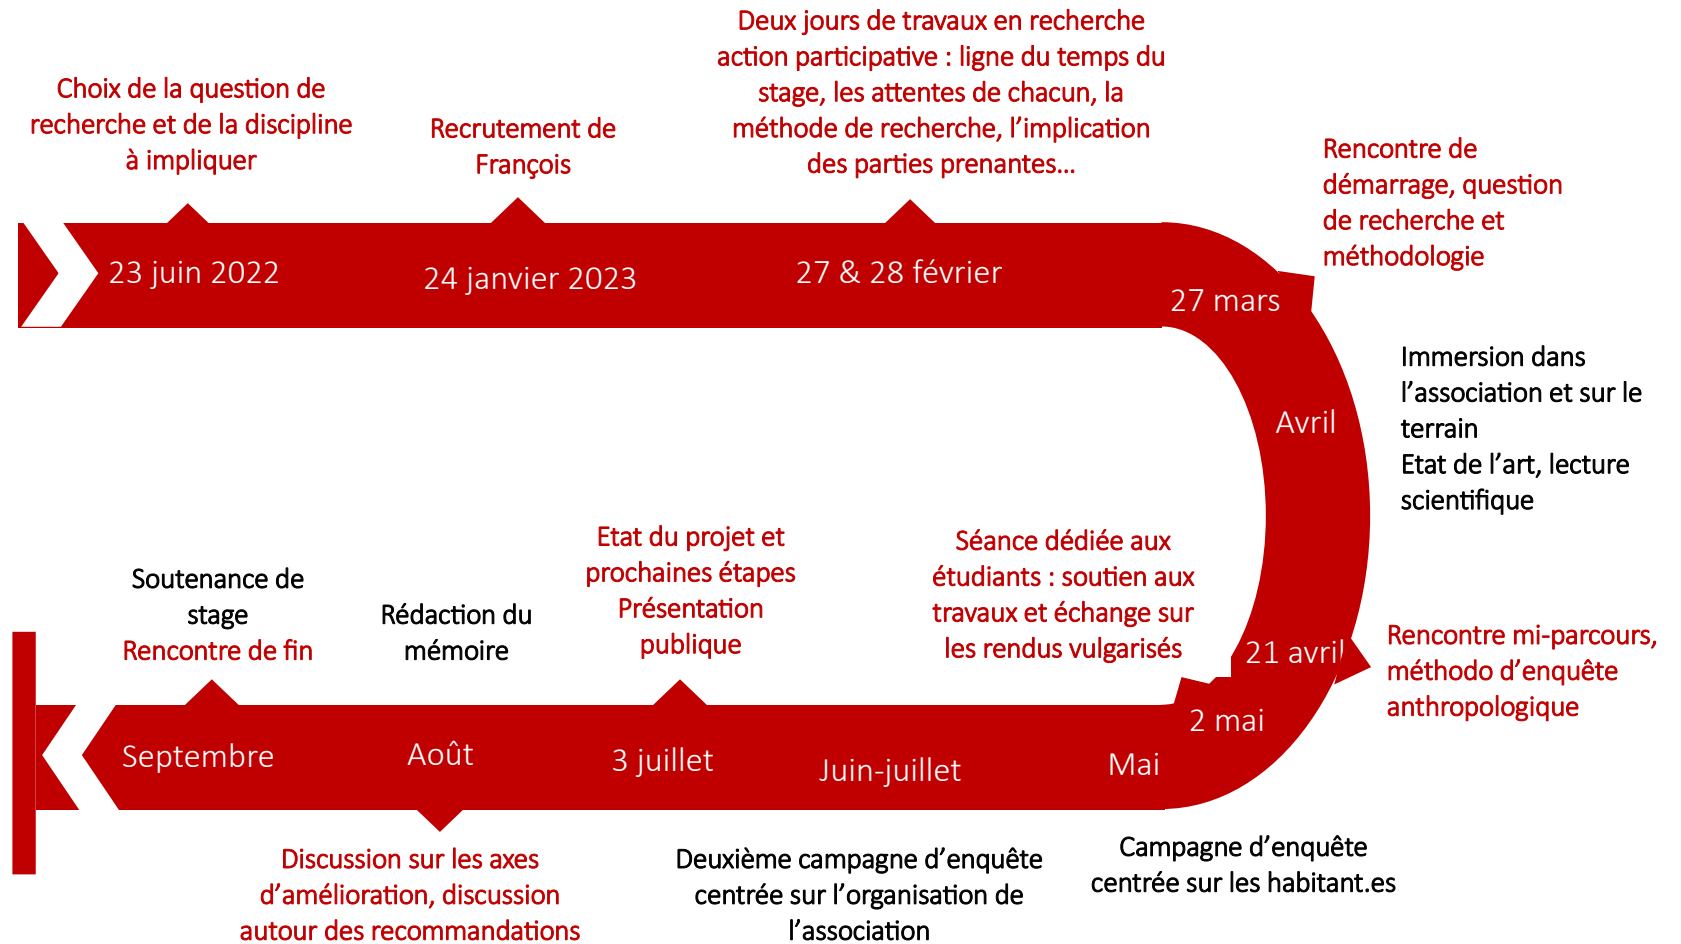 Choix de la question de
recherche et de la discipline
à impliquer
23 juin 2022
Recrutement de
François
24 janvier 2023
Deux jours de travaux en recherche
action participative : ligne du temps du
stage, les attentes de chacun, la
méthode de recherche, l’implication
des parties prenantes…
27 & 28 février
Rencontre de
démarrage, question
de recherche et
méthodologie
27 mars
Avril
Immersion dans
l’association et sur le
terrain
Etat de l’art, lecture
scientifique
21 avril
Rencontre mi-parcours,
méthodo d’enquête
anthropologique
Séance dédiée aux
étudiants : soutien aux
travaux et échange sur
les rendus vulgarisés
2 mai
Mai
Campagne d’enquête
centrée sur les habitant.es
Juin-juillet
Deuxième campagne d’enquête
centrée sur l’organisation de
l’association
Etat du projet et
prochaines étapes
Présentation
publique
3 juillet
Rédaction du
mémoire
Août
Discussion sur les axes
d’amélioration, discussion
autour des recommandations
Soutenance de
stage
Rencontre de fin
Septembre